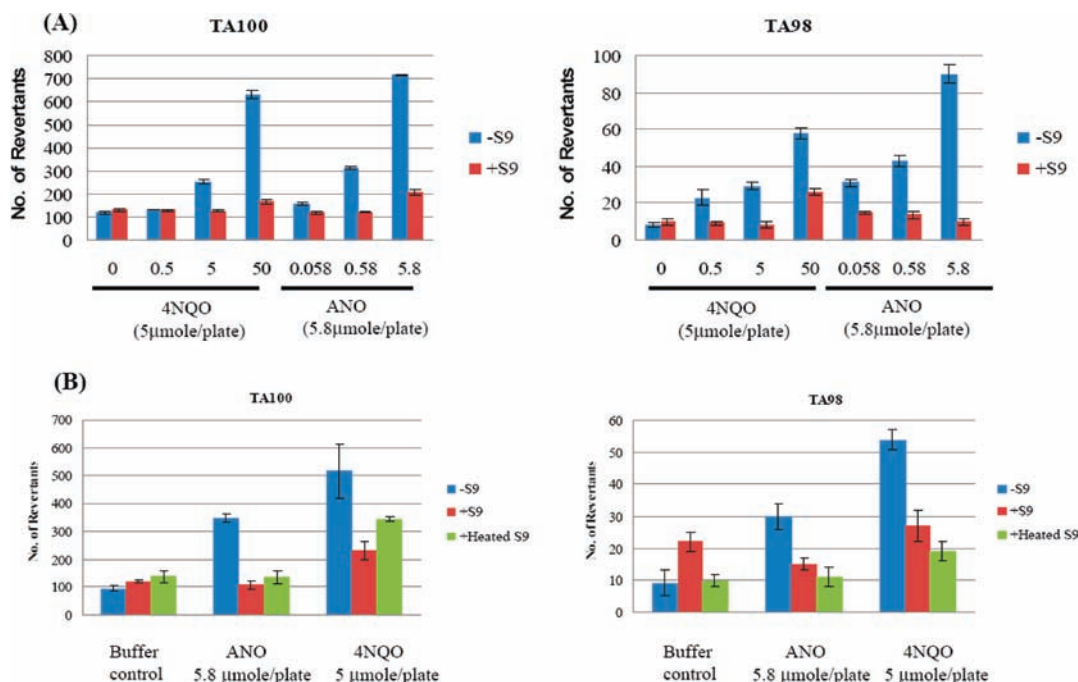 (A)
TA100
No. of Revertants
800
700
600
500
400
300
200
100
0
0 0.5 5 50 0.058 0.58 5.8
4NQO ANO
(5μmole/plate) (5.8μmole/plate)
-S9
+S9
TA98
No. of Revertants
100
80
60
40
20
0
0 0.5 5 50 0.058 0.58 5.8
4NQO ANO
(5μmole/plate) (5.8μmole/plate)
-S9
+S9
(B)
TA100
No. of Revertants
700
600
500
400
300
200
100
0
Buffer ANO 4NQO
control 5.8 μmole/plate 5 μmole/plate
-S9
+S9
+Heated S9
TA98
No. of Revertants
60
50
40
30
20
10
0
Buffer ANO 4NQO
control 5.8 μmole/plate 5 μmole/plate
-S9
+S9
+Heated S9